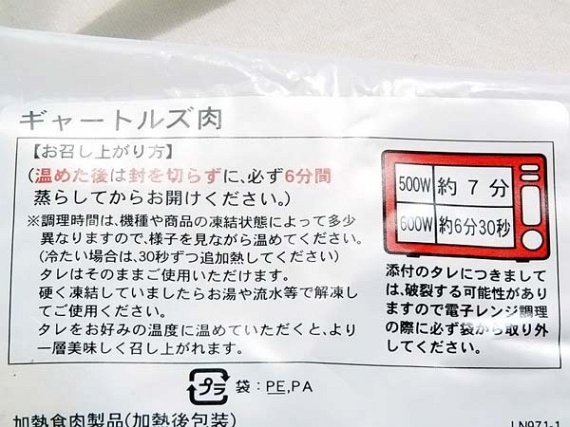 ギャートルズ肉
【お召し上がり方】
(温めた後は封を切らずに、必ず6分間
蒸らしてからお開けください。)
※調理時間は、機種や商品の凍結状態によって多少
異なりますので、様子を見ながら温めてください。
(冷たい場合は、30秒ずつ追加熱してください)
タレはそのままご使用いただけます。
硬く凍結していましたらお湯や流水等で解凍し
てご使用ください。
タレをお好みの温度に温めていただくと、より
一層美味しく召し上がれます。
500W 約7分
600W 約6分30秒
添付のタレにつきまして
は、破裂する可能性があり
ますので電子レンジ調理
の際に必ず袋から取り外
してください。
プラ 袋:PE,PA
加熱食肉製品(加熱後包装)
LN971-1